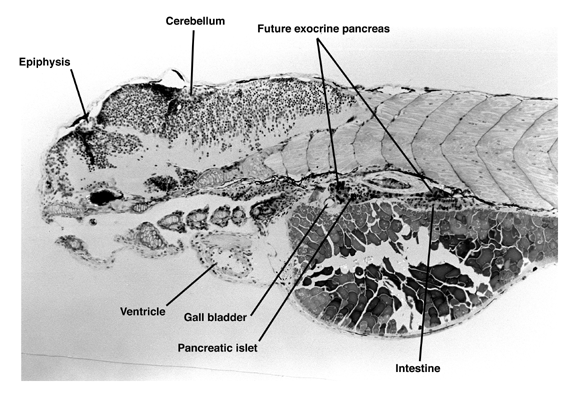 Cerebellum
Future exocrine pancreas
Epiphysis
Ventricle
Gall bladder
Pancreatic islet
Intestine